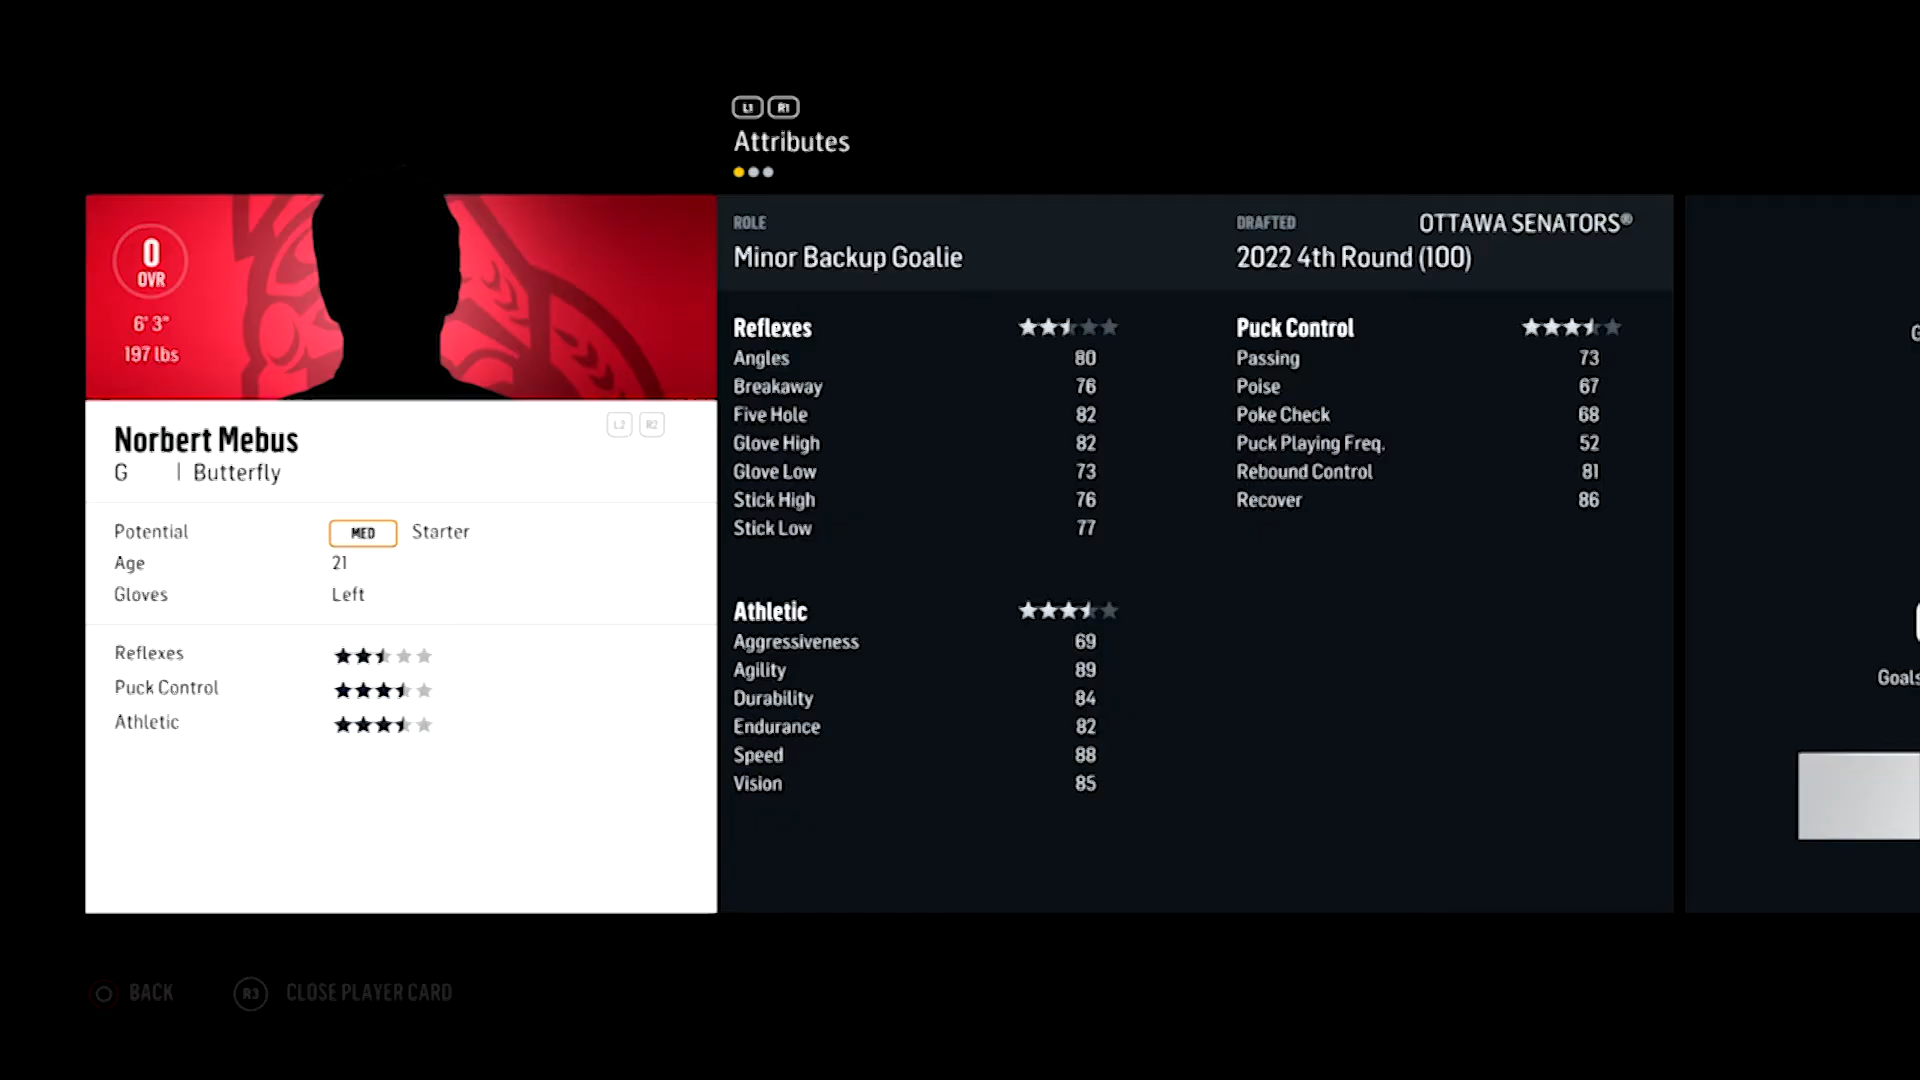 L1 R1
Attributes
0
OVR
6' 3"
197 lbs
Norbert Mebus
L2 R2
G | Butterfly
Potential MED Starter
Age 21
Gloves Left
Reflexes
Puck Control
Athletic
ROLE
Minor Backup Goalie
DRAFTED OTTAWA SENATORS®
2022 4th Round (100)
Reflexes
Angles 80
Breakaway 76
Five Hole 82
Glove High 82
Glove Low 73
Stick High 76
Stick Low 77
Athletic
Aggressiveness 69
Agility 89
Durability 84
Endurance 82
Speed 88
Vision 85
Puck Control
Passing 73
Poise 67
Poke Check 68
Puck Playing Freq. 52
Rebound Control 81
Recover 86
Goals
BACK R3 CLOSE PLAYER CARD